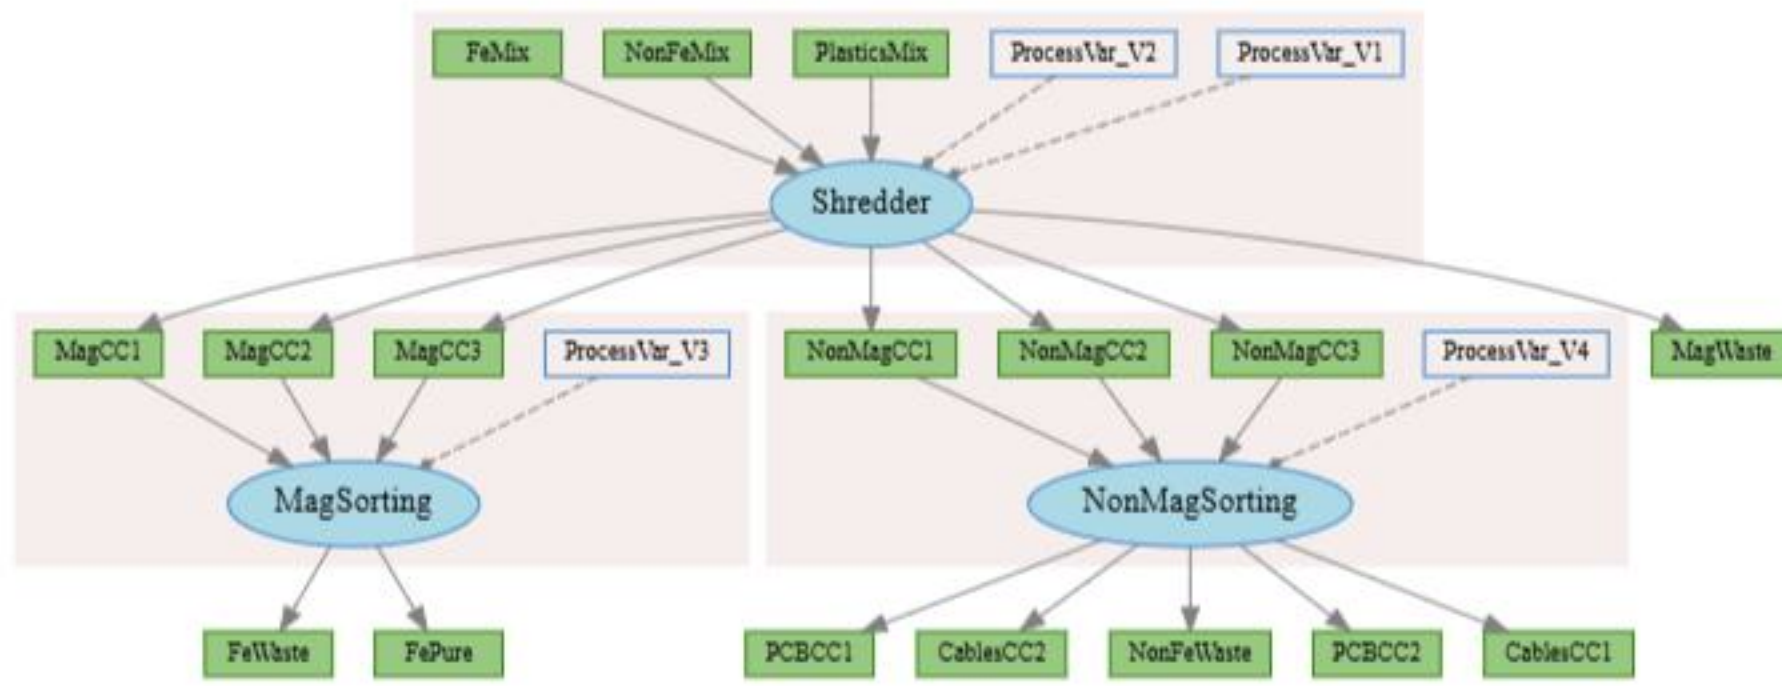 FeMix
NonFeMix
PlasticsMix
ProcessVar_V2
ProcessVar_V1
Shredder
MagCC1
MagCC2
MagCC3
ProcessVar_V3
NonMagCC1
NonMagCC2
NonMagCC3
ProcessVar_V4
MagWaste
MagSorting
NonMagSorting
FeWaste
FePure
PCBCC1
CablesCC2
NonFeWaste
PCBCC2
CablesCC1